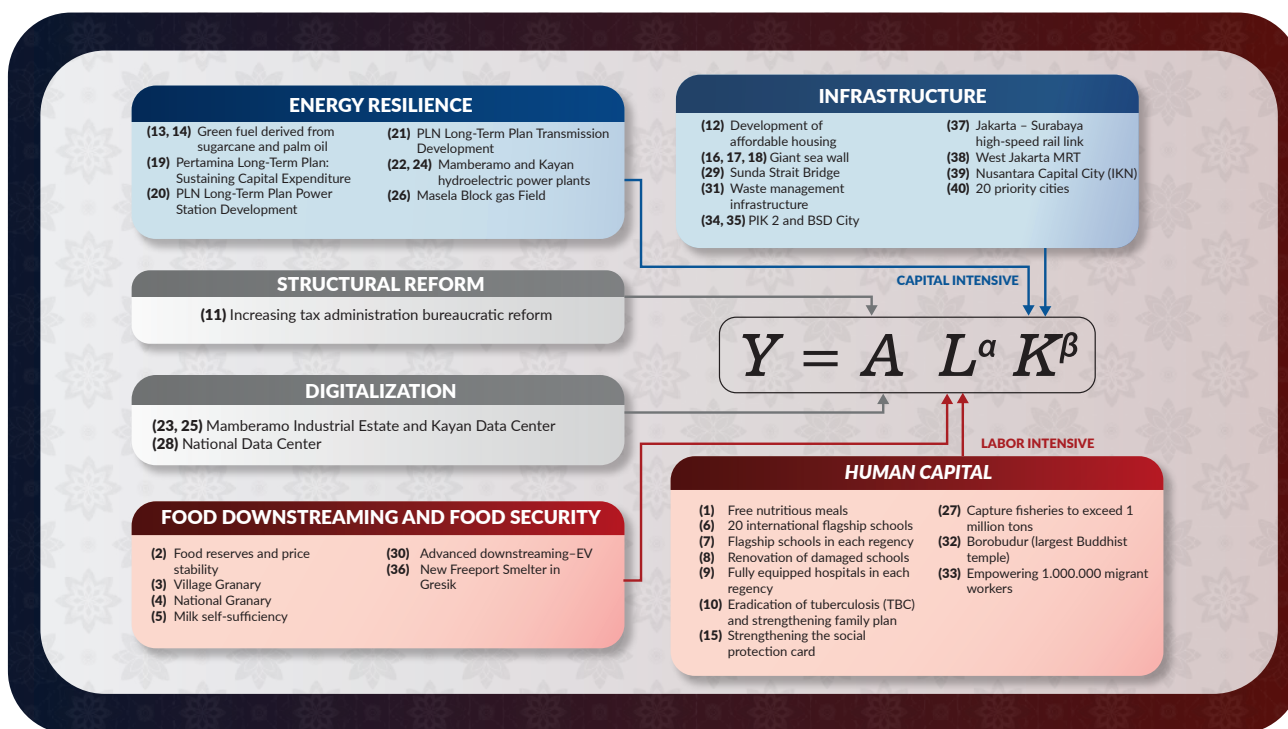 ENERGY RESILIENCE
(13, 14) Green fuel derived from
sugarcane and palm oil
(19) Pertamina Long-Term Plan:
Sustaining Capital Expenditure
(20) PLN Long-Term Plan Power
Station Development
(21) PLN Long-Term Plan Transmission
Development
(22, 24) Mamberamo and Kayan
hydroelectric power plants
(26) Masela Block gas Field
INFRASTRUCTURE
(12) Development of
affordable housing
(16, 17, 18) Giant sea wall
(29) Sunda Strait Bridge
(31) Waste management
infrastructure
(34, 35) PIK 2 and BSD City
(37) Jakarta – Surabaya
high-speed rail link
(38) West Jakarta MRT
(39) Nusantara Capital City (IKN)
(40) 20 priority cities
STRUCTURAL REFORM
(11) Increasing tax administration bureaucratic reform
CAPITAL INTENSIVE
Y = A L^α K^β
DIGITALIZATION
(23, 25) Mamberamo Industrial Estate and Kayan Data Center
(28) National Data Center
LABOR INTENSIVE
FOOD DOWNSTREAMING AND FOOD SECURITY
(2) Food reserves and price
stability
(3) Village Granary
(4) National Granary
(5) Milk self-sufficiency
(30) Advanced downstreaming–EV
(36) New Freeport Smelter in
Gresik
HUMAN CAPITAL
(1) Free nutritious meals
(6) 20 international flagship schools
(7) Flagship schools in each regency
(8) Renovation of damaged schools
(9) Fully equipped hospitals in each
regency
(10) Eradication of tuberculosis (TBC)
and strengthening family plan
(15) Strengthening the social
protection card
(27) Capture fisheries to exceed 1
million tons
(32) Borobudur (largest Buddhist
temple)
(33) Empowering 1.000.000 migrant
workers